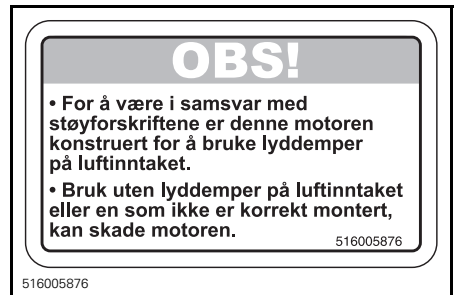 OBS!
• For å være i samsvar med
støyforskriftene er denne motoren
konstruert for å bruke lyddemper
på luftinntaket.
• Bruk uten lyddemper på luftinntaket
eller en som ikke er korrekt montert,
kan skade motoren.
516005876
516005876